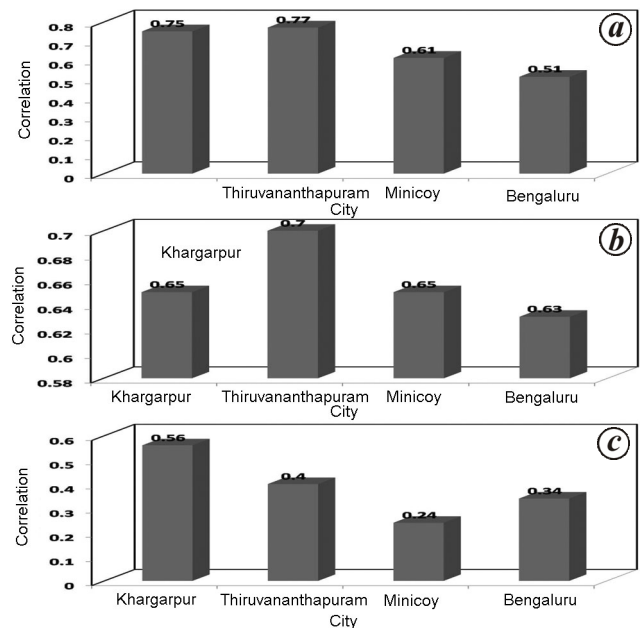 a
Correlation
0.8
0.7
0.6
0.5
0.4
0.3
0.2
0.1
0
0.75
0.77
0.61
0.51
Thiruvananthapuram Minicoy Bengaluru
City
b
Correlation
0.7
0.68
0.66
0.64
0.62
0.6
0.58
Khargarpur
0.65
0.7
0.65
0.63
Khargarpur Thiruvananthapuram Minicoy Bengaluru
City
c
Correlation
0.6
0.5
0.4
0.3
0.2
0.1
0
0.56
0.4
0.24
0.34
Khargarpur Thiruvananthapuram Minicoy Bengaluru
City